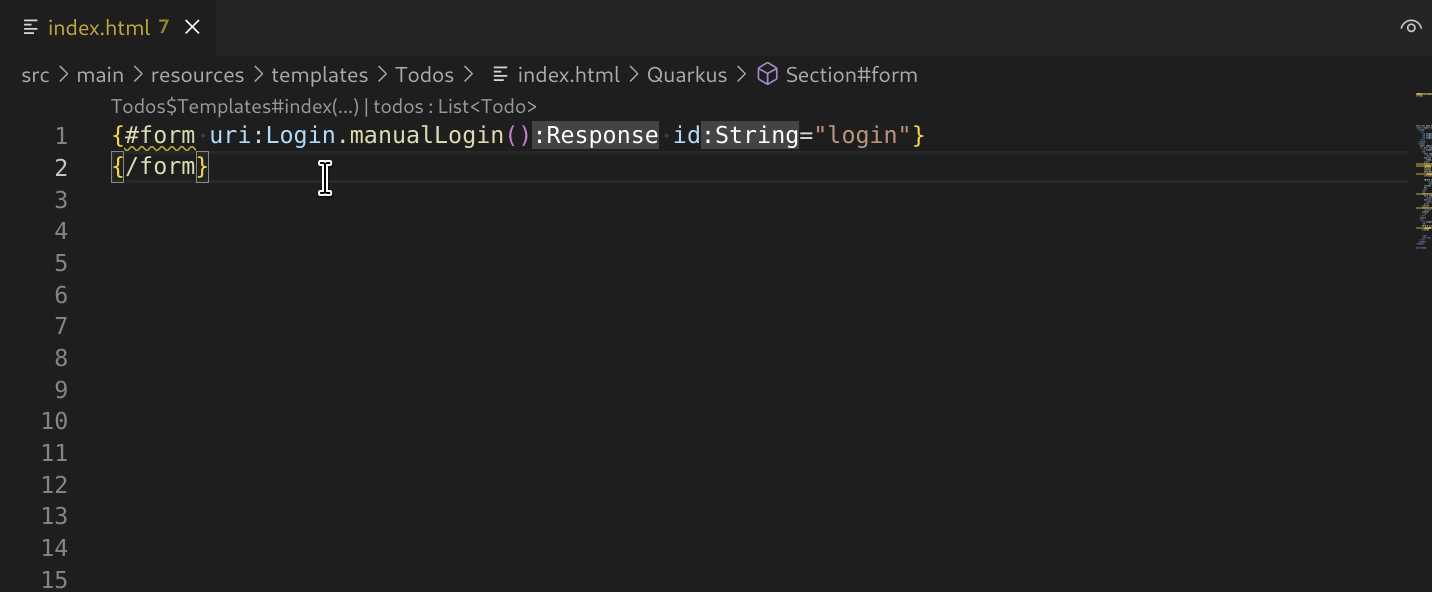 index.html 7
src > main > resources > templates > Todos > index.html > Quarkus > Section#form
Todos$Templates#index(...) | todos : List<Todo>
1 {#form uri:Login.manualLogin():Response id:String="login"}
2 {/form}
3
4
5
6
7
8
9
10
11
12
13
14
15